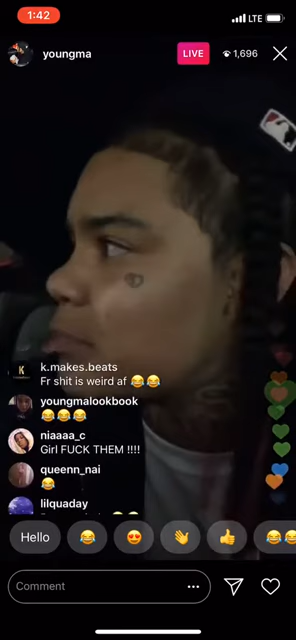 1:42
LTE
youngma
LIVE
1,696
k.makes.beats
Fr shit is weird af 😂😂
youngmalookbook
😂😂😂
niaaaa_c
Girl FUCK THEM !!!!
queenn_nai
😂
lilquaday
Hello
Comment